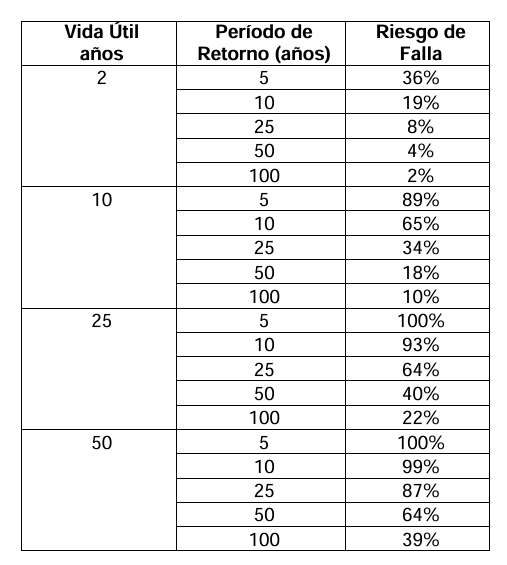 Vida Útil Período de Riesgo de
años Retorno (años) Falla
2 5 36%
10 19%
25 8%
50 4%
100 2%
10 5 89%
10 65%
25 34%
50 18%
100 10%
25 5 100%
10 93%
25 64%
50 40%
100 22%
50 5 100%
10 99%
25 87%
50 64%
100 39%